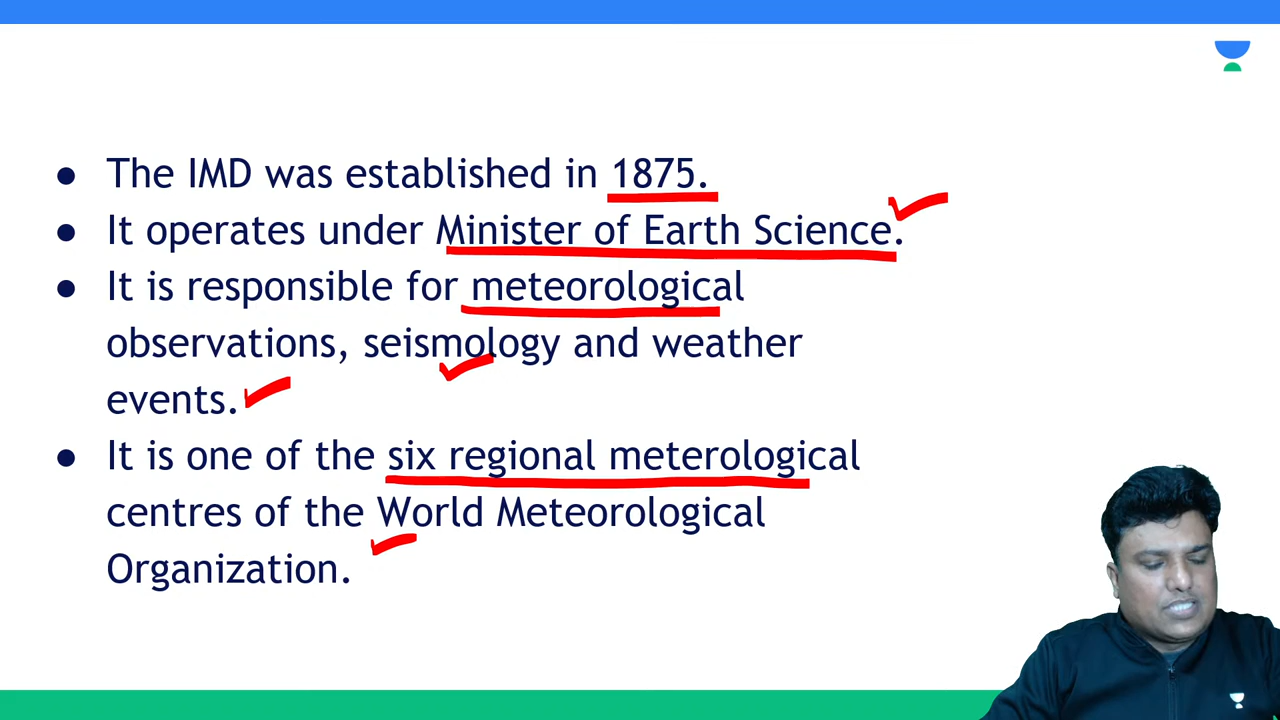 ● The IMD was established in 1875.
● It operates under Minister of Earth Science.
● It is responsible for meteorological
observations, seismology and weather
events.
● It is one of the six regional meterological
centres of the World Meteorological
Organization.